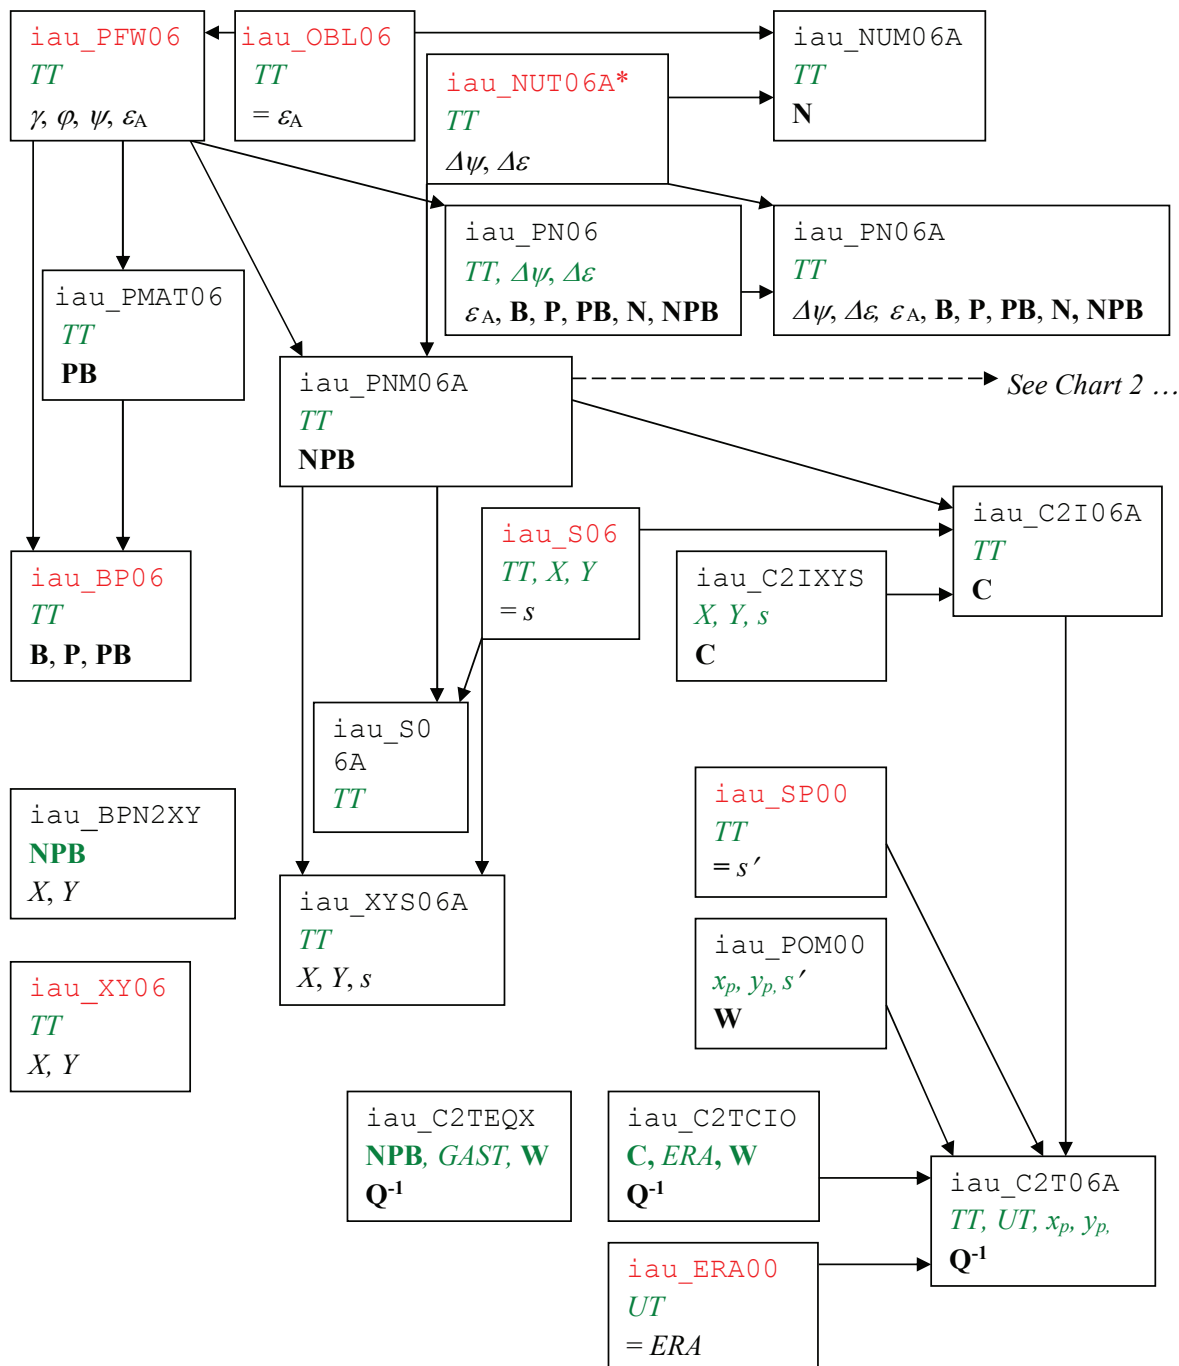 iau_PFW06
TT
γ, φ, ψ, εA
iau_OBL06
TT
= εA
iau_NUT06A*
TT
Δψ, Δε
iau_NUM06A
TT
N
iau_PN06
TT, Δψ, Δε
εA, B, P, PB, N, NPB
iau_PN06A
TT
Δψ, Δε, εA, B, P, PB, N, NPB
iau_PMAT06
TT
PB
iau_PNM06A
TT
NPB
See Chart 2 …
iau_C2I06A
TT
C
iau_S06
TT, X, Y
= s
iau_C2IXYS
X, Y, s
C
iau_BP06
TT
B, P, PB
iau_S0
6A
TT
iau_SP00
TT
= s′
iau_BPN2XY
NPB
X, Y
iau_XYS06A
TT
X, Y, s
iau_POM00
xp, yp, s′
W
iau_XY06
TT
X, Y
iau_C2TEQX
NPB, GAST, W
Q-1
iau_C2TCIO
C, ERA, W
Q-1
iau_C2T06A
TT, UT, xp, yp,
Q-1
iau_ERA00
UT
= ERA